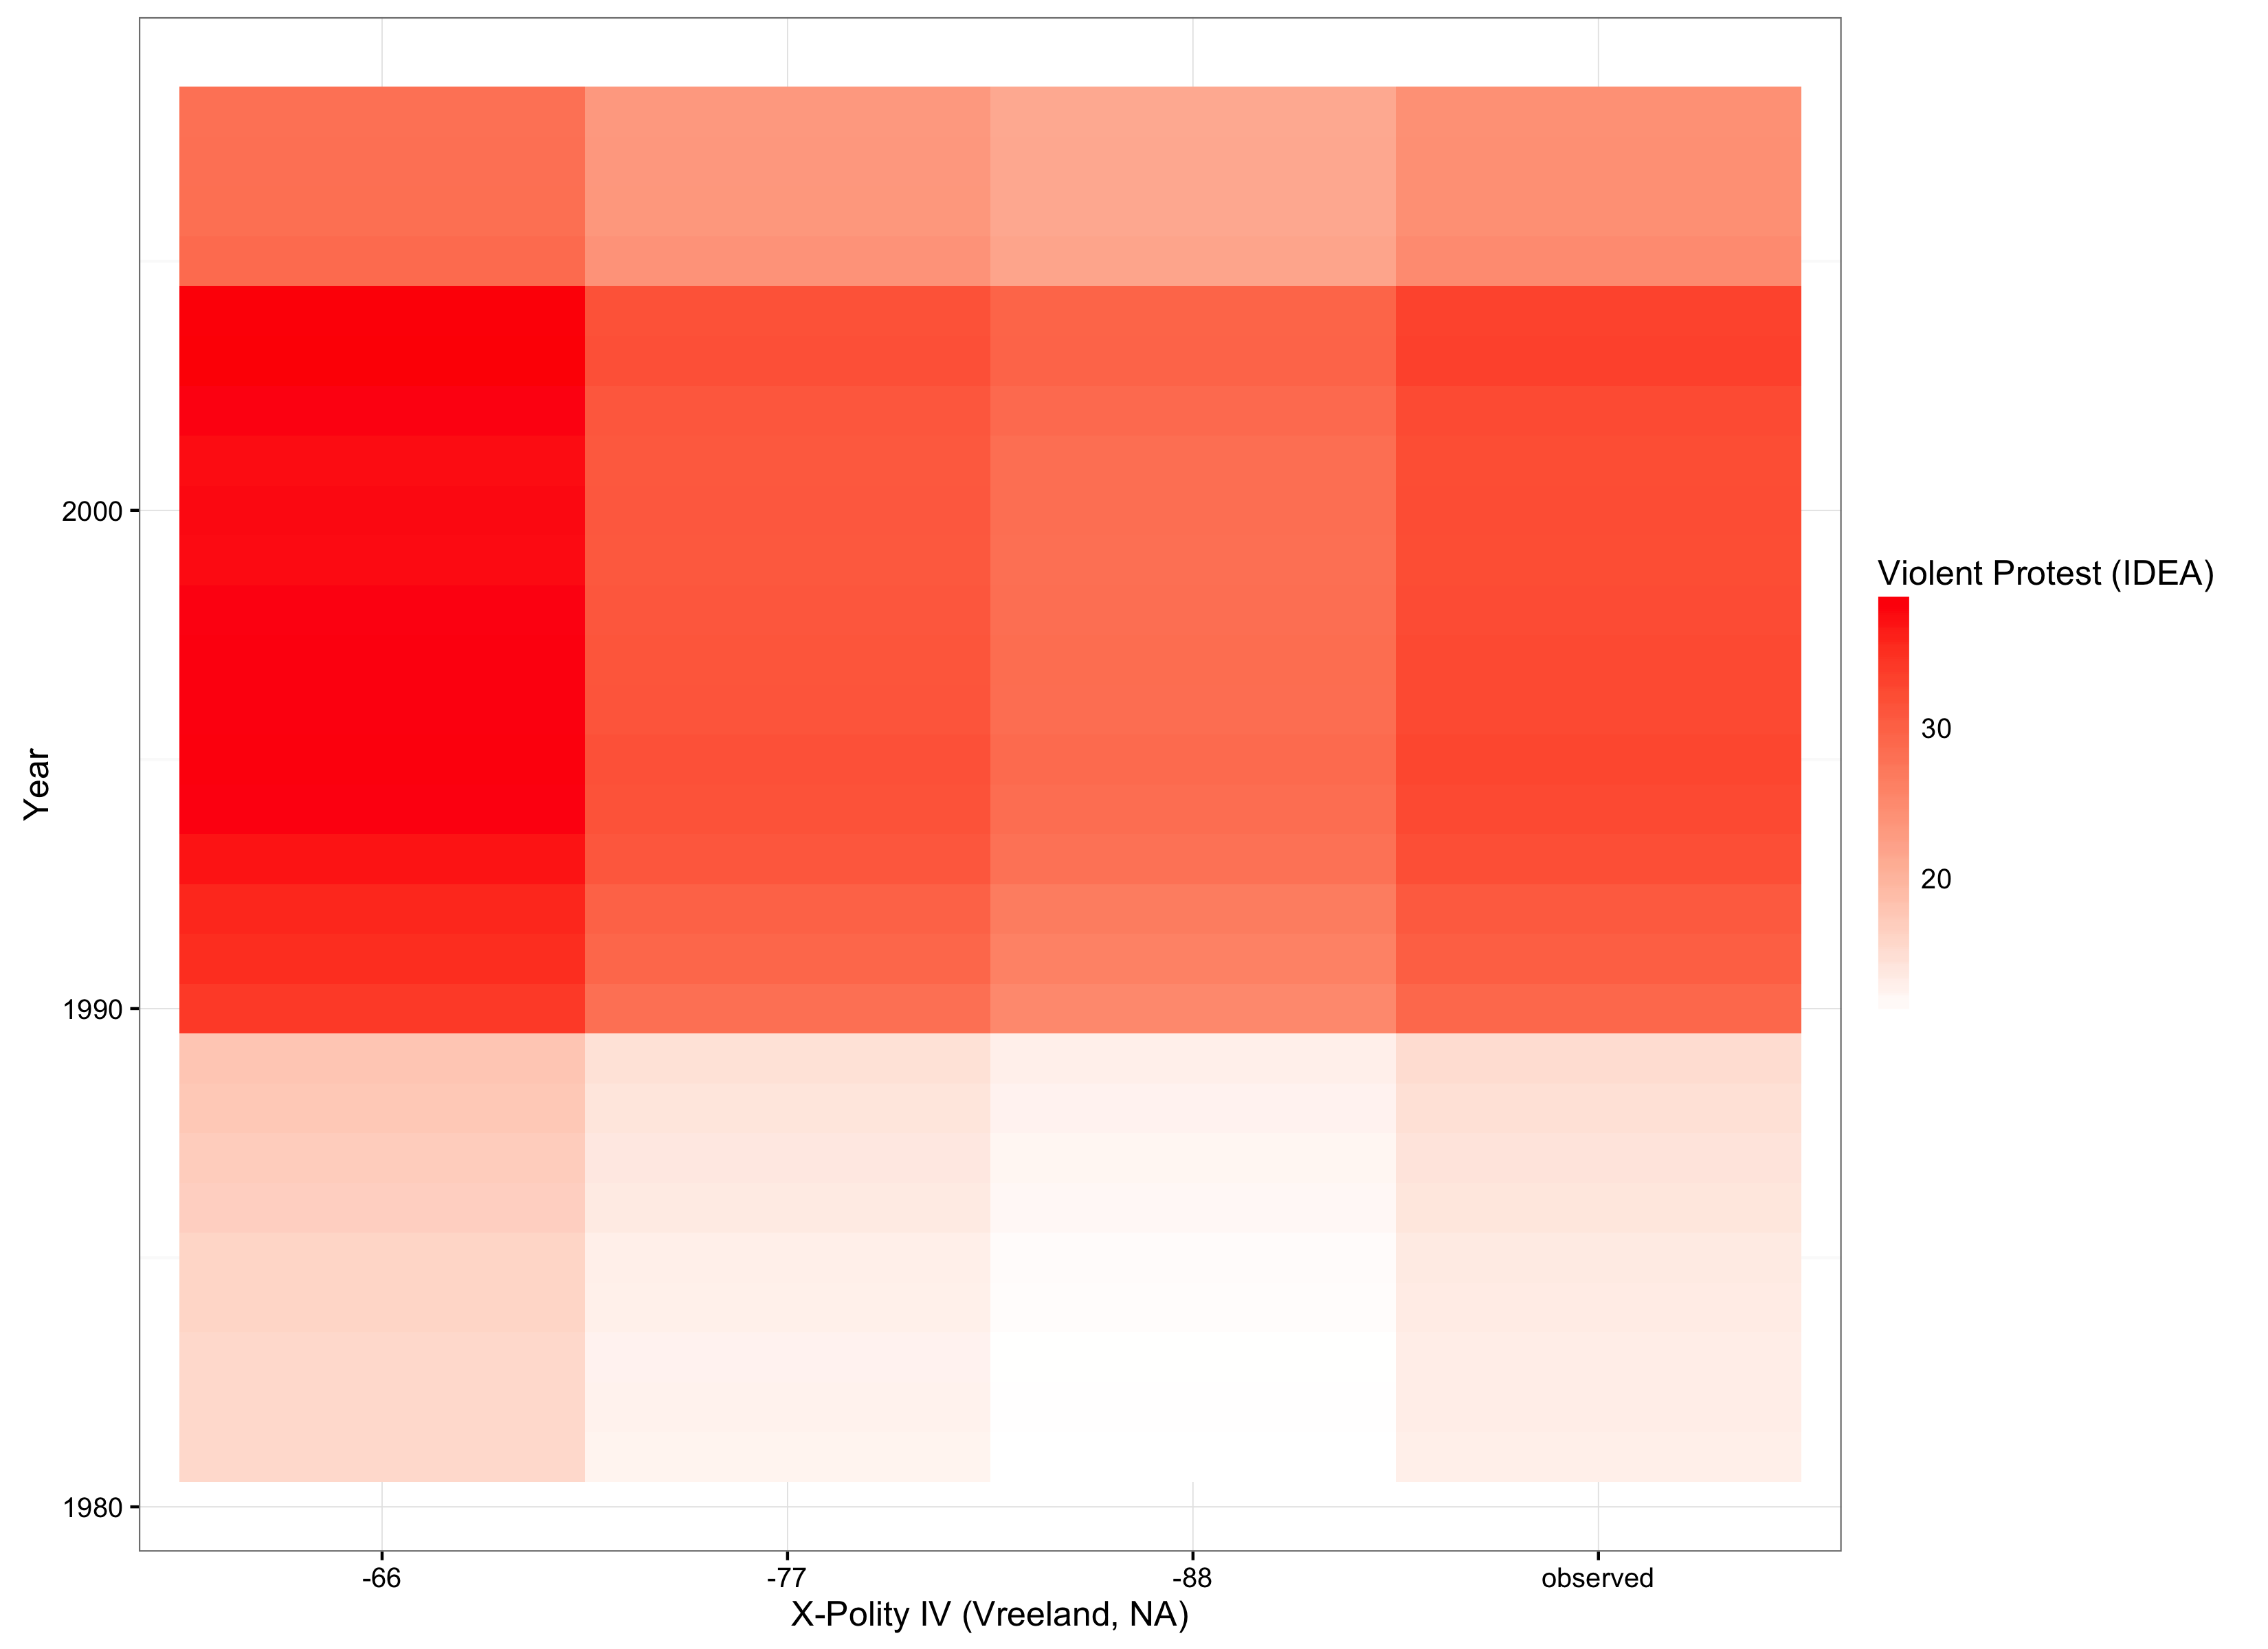 2000
1990
1980
Year
-66
-77
-88
observed
X-Polity IV (Vreeland, NA)
Violent Protest (IDEA)
30
20